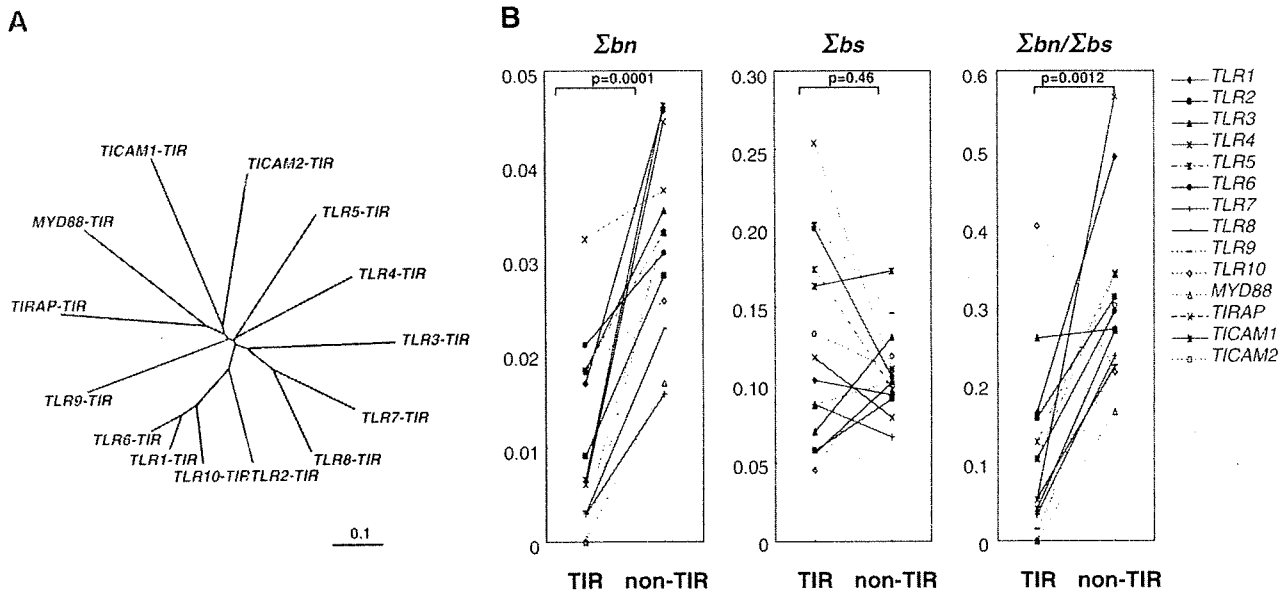 A
TICAM1-TIR
TICAM2-TIR
TLR5-TIR
MYD88-TIR
TLR4-TIR
TIRAP-TIR
TLR3-TIR
TLR9-TIR
TLR7-TIR
TLR6-TIR
TLR1-TIR
TLR8-TIR
TLR10-TIR
TLR2-TIR
0.1
B
Σbn
p=0.0001
0.05
0.04
0.03
0.02
0.01
0
TIR non-TIR
Σbs
p=0.46
0.30
0.25
0.20
0.15
0.10
0.05
0
TIR non-TIR
Σbn/Σbs
p=0.0012
0.6
0.5
0.4
0.3
0.2
0.1
0
TIR non-TIR
TLR1
TLR2
TLR3
TLR4
TLR5
TLR6
TLR7
TLR8
TLR9
TLR10
MYD88
TIRAP
TICAM1
TICAM2